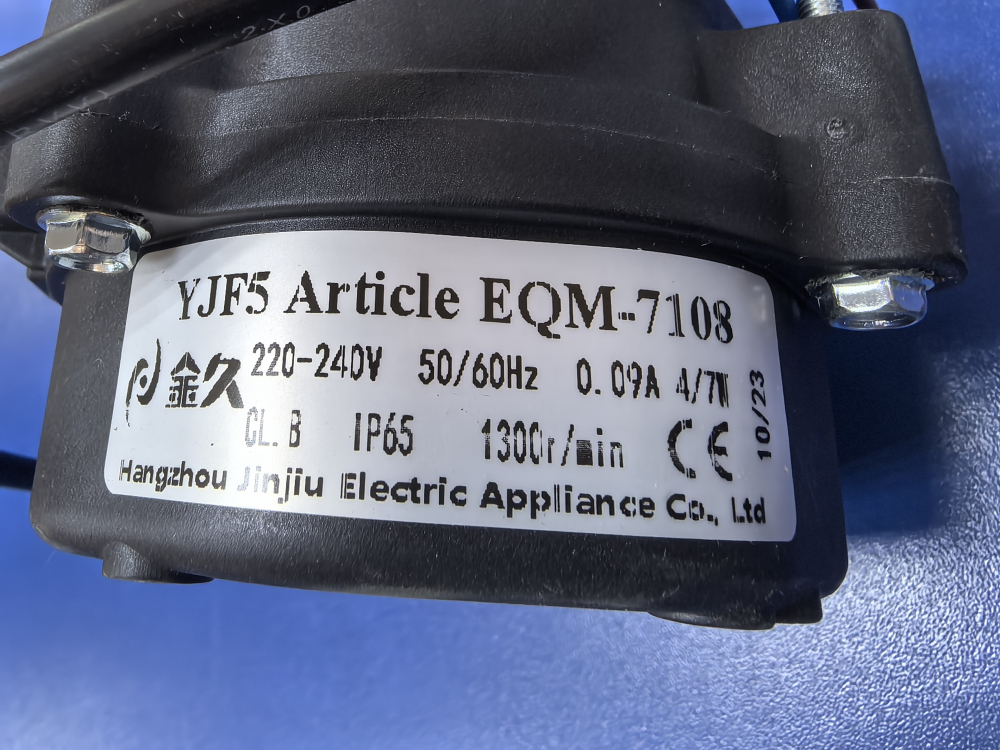 YJF5 Article EQM-7108
金久 220-240V 50/60Hz 0.09A 4/7W
CL.B IP65 1300r/min CE
Hangzhou Jinjiu Electric Appliance Co., Ltd
10/23